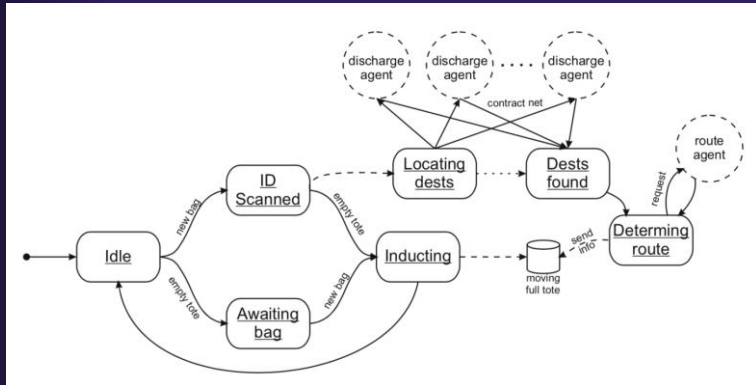 discharge
agent
discharge
agent
discharge
agent
contract net
route
agent
ID
Scanned
Locating
dests
Dests
found
request
new bag
empty tote
Idle
Inducting
send
info
Determing
route
moving
full tote
empty tote
new bag
Awaiting
bag